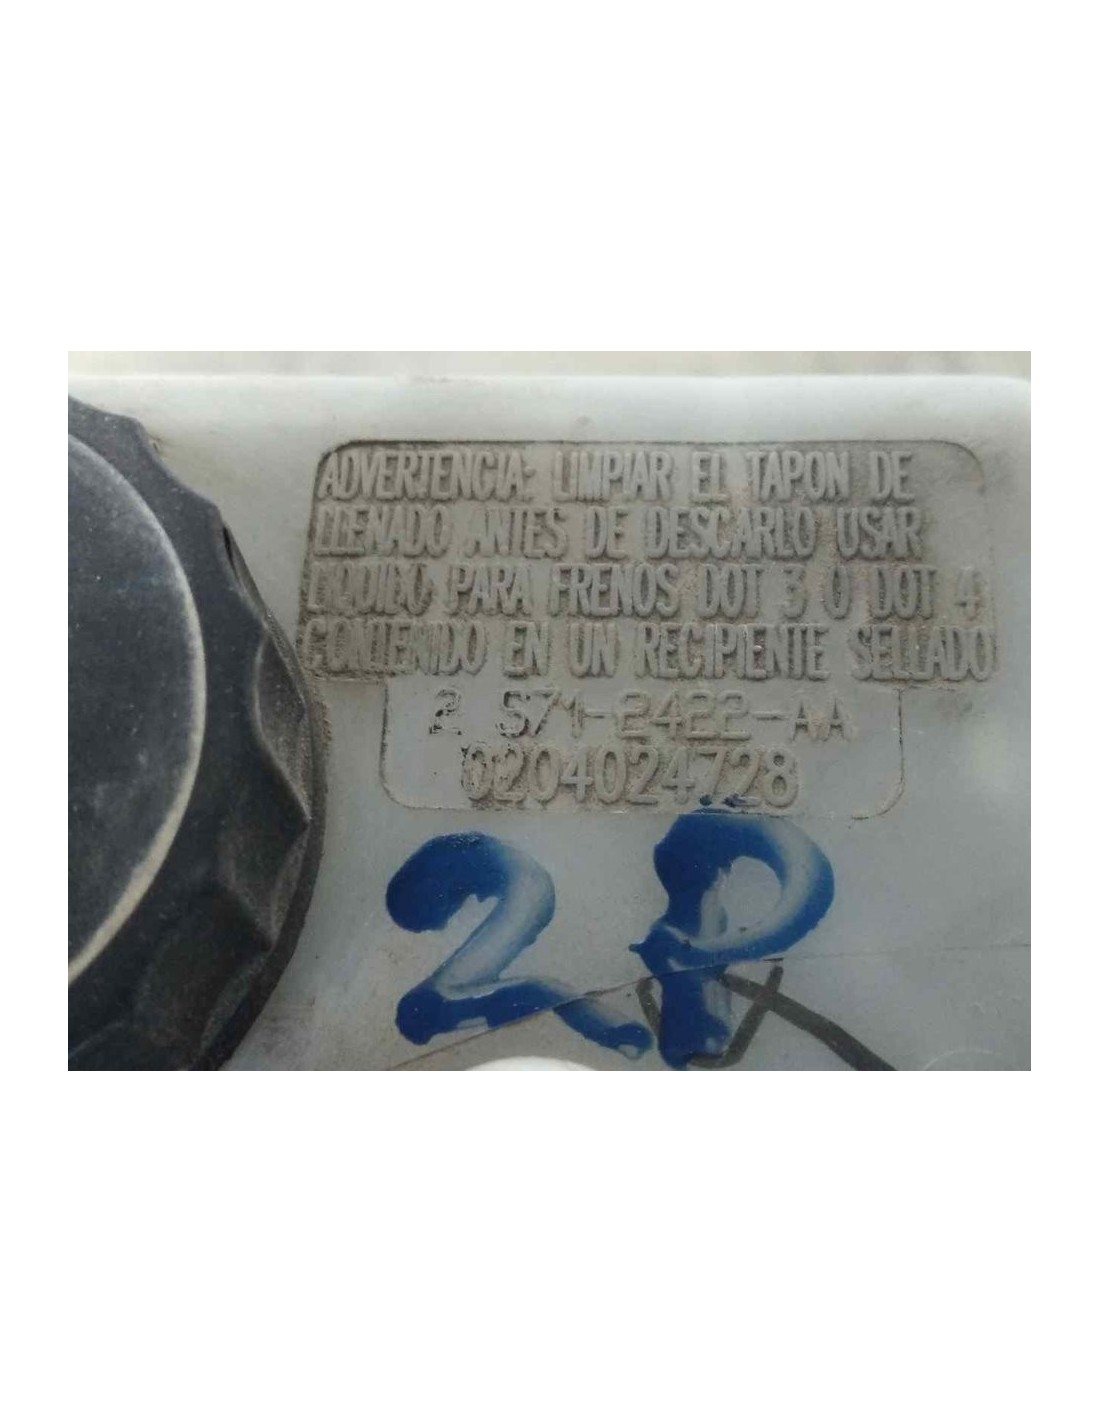 ADVERTENCIA: LIMPIAR EL TAPON DE
LLENADO ANTES DE DESCARLO USAR
LIQUIDO PARA FRENOS DOT 3 O DOT 4
CONTENIDO EN UN RECIPIENTE SELLADO
2 S71-2422-AA
0204024728
2P